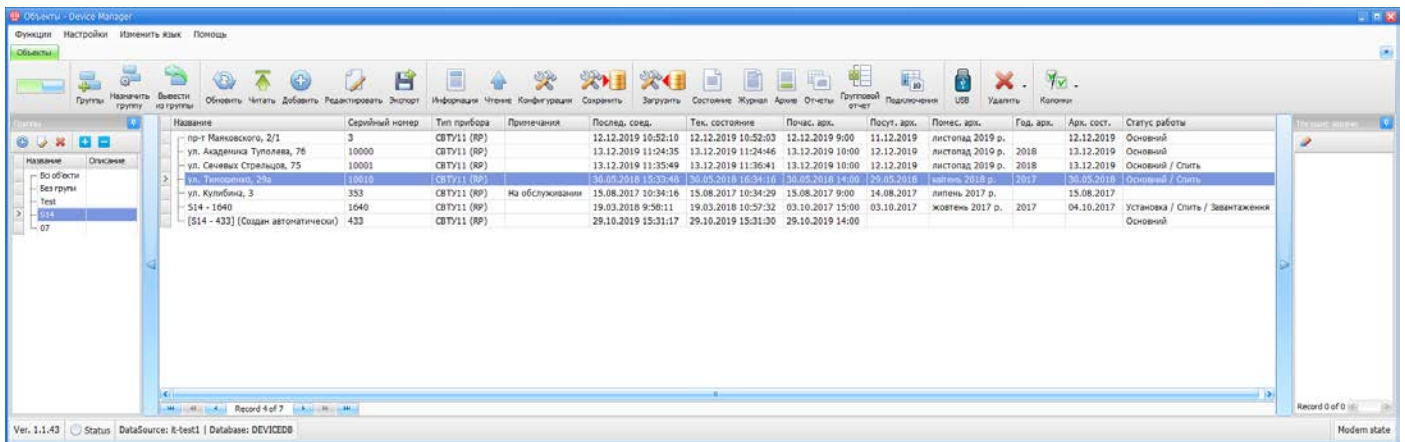 Объекты - Device Manager
Функции Настройки Изменить язык Помощь
Объекты
Группы Назначить группу Вывести из группы Обновить Читать Добавить Редактировать Экспорт Информация Чтение Конфигурация Сохранить Загрузить Состояние Журнал Архив Отчеты Групповой отчет Подключения USB Удалить Колонки
Группы
Название Описание
Всі об'єкти
Без групи
Test
S14
07
Название Серийный номер Тип прибора Примечания Послед. соед. Тек. состояние Почас. арх. Посут. арх. Помес. арх. Год. арх. Арх. сост. Статус работы
пр-т Маяковского, 2/1 3 СВТУ11 (RP) 12.12.2019 10:52:10 12.12.2019 10:52:03 12.12.2019 9:00 11.12.2019 листопад 2019 р. 12.12.2019 Основний
ул. Академика Туполева, 7б 10000 СВТУ11 (RP) 13.12.2019 11:24:35 13.12.2019 11:24:46 13.12.2019 10:00 12.12.2019 листопад 2019 р. 2018 13.12.2019 Основний
ул. Сечевых Стрельцов, 75 10001 СВТУ11 (RP) 13.12.2019 11:35:49 13.12.2019 11:36:41 13.12.2019 10:00 12.12.2019 листопад 2019 р. 2018 13.12.2019 Основний / Спить
ул. Тимошенко, 29а 10010 СВТУ11 (RP) 30.05.2018 15:33:48 30.05.2018 16:34:16 30.05.2018 14:00 29.05.2018 квітень 2018 р. 2017 30.05.2018 Основний / Спить
ул. Кулибина, 3 353 СВТУ11 (RP) На обслуживании 15.08.2017 10:34:16 15.08.2017 10:34:29 15.08.2017 9:00 14.08.2017 липень 2017 р. 15.08.2017
S14 - 1640 1640 СВТУ11 (RP) 19.03.2018 9:58:11 19.03.2018 10:57:32 03.10.2017 15:00 03.10.2017 жовтень 2017 р. 2017 04.10.2017 Установка / Спить / Завантаження
[S14 - 433] (Создан автоматически) 433 СВТУ11 (RP) 29.10.2019 15:31:17 29.10.2019 15:31:30 29.10.2019 14:00 Основний
Record 4 of 7
Record 0 of 0
Ver. 1.1.43 Status DataSource: it-test1 | Database: DEVICEDB Modem state